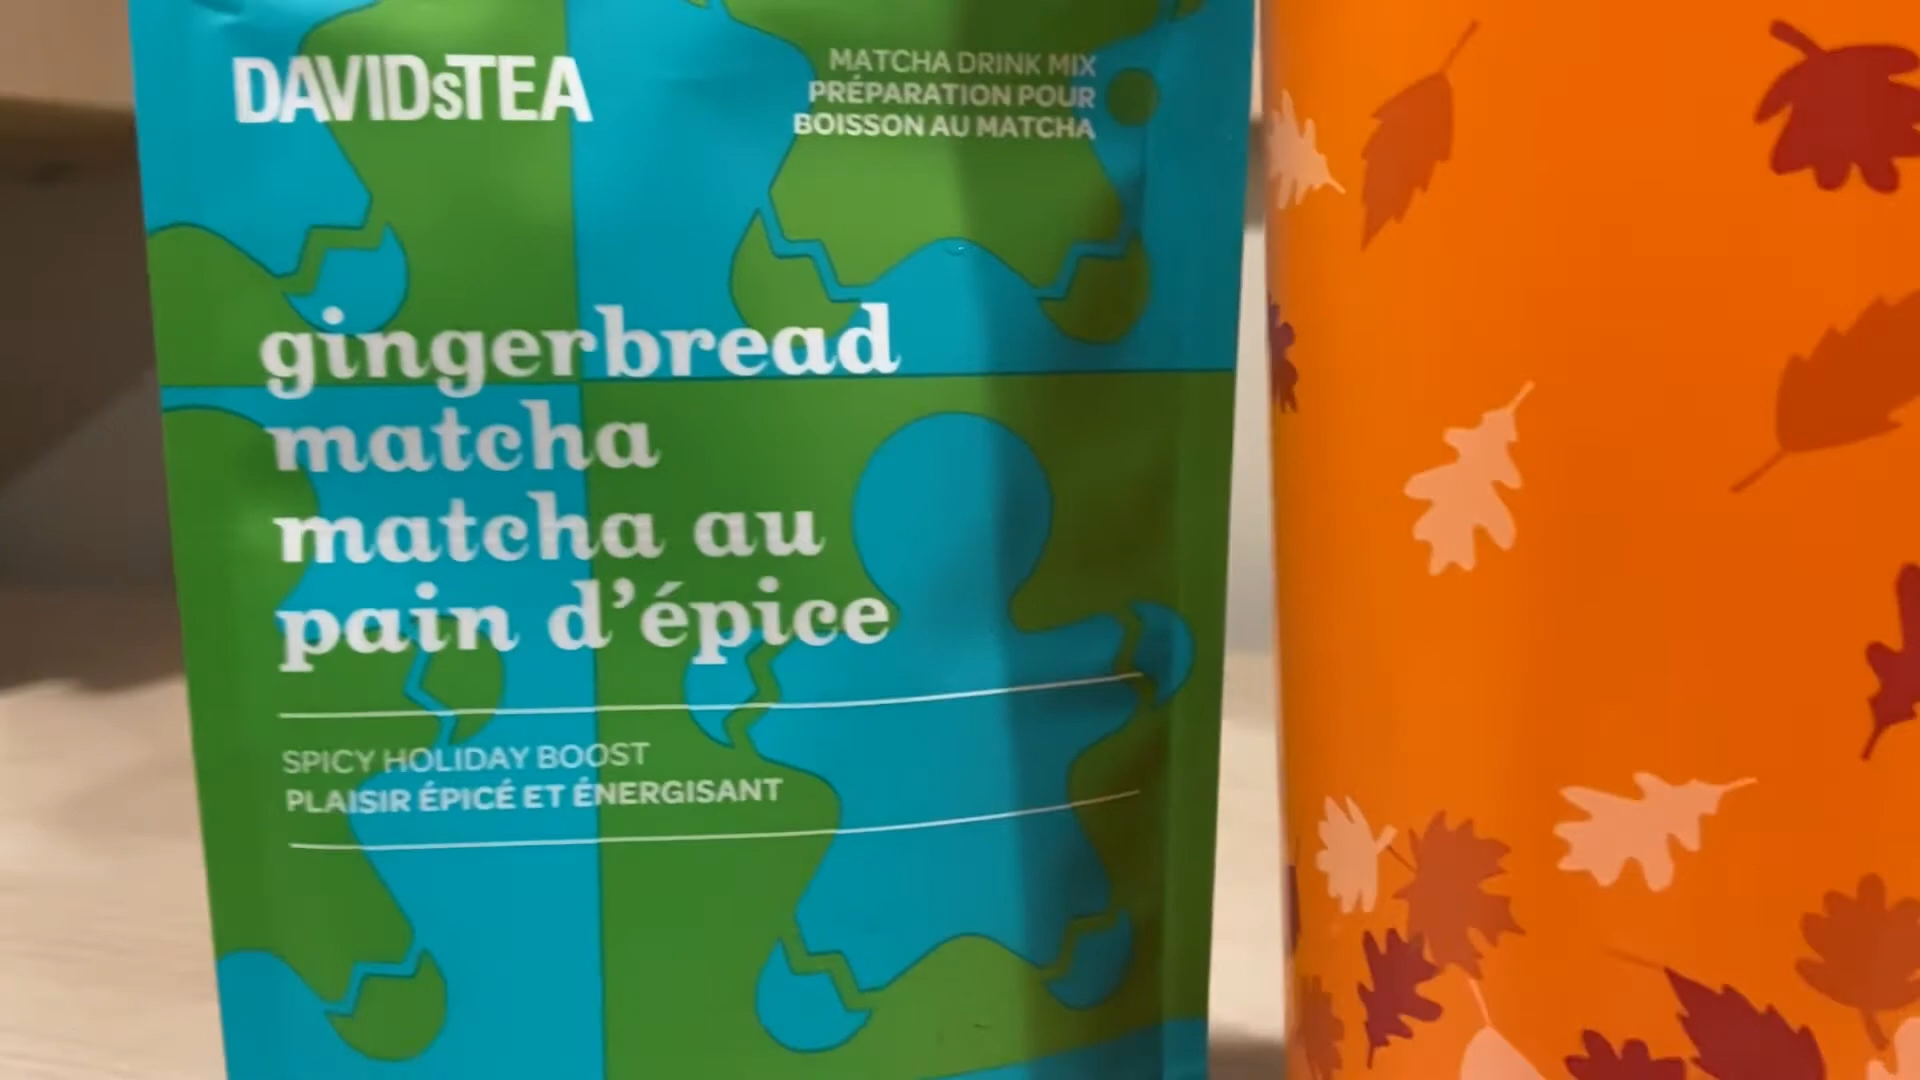 DAVIDsTEA
MATCHA DRINK MIX
PRÉPARATION POUR
BOISSON AU MATCHA
gingerbread
matcha
matcha au
pain d'épice
SPICY HOLIDAY BOOST
PLAISIR ÉPICÉ ET ÉNERGISANT